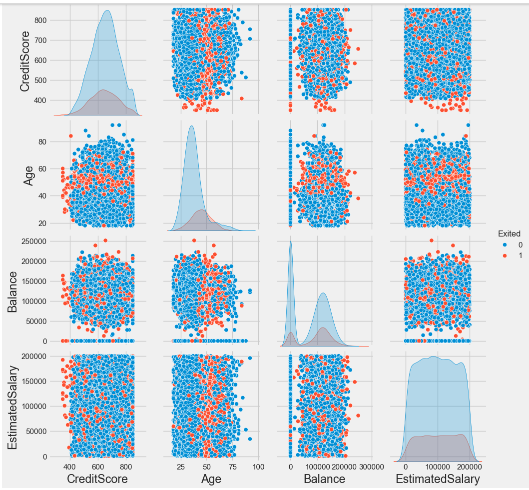 CreditScore
800
700
600
500
400
Age
80
60
40
20
Exited
0
1
Balance
250000
200000
150000
100000
50000
0
EstimatedSalary
200000
150000
100000
50000
0
400 600 800
25 50 75 100
0 100000 200000 300000
0 100000 200000
CreditScore Age Balance EstimatedSalary